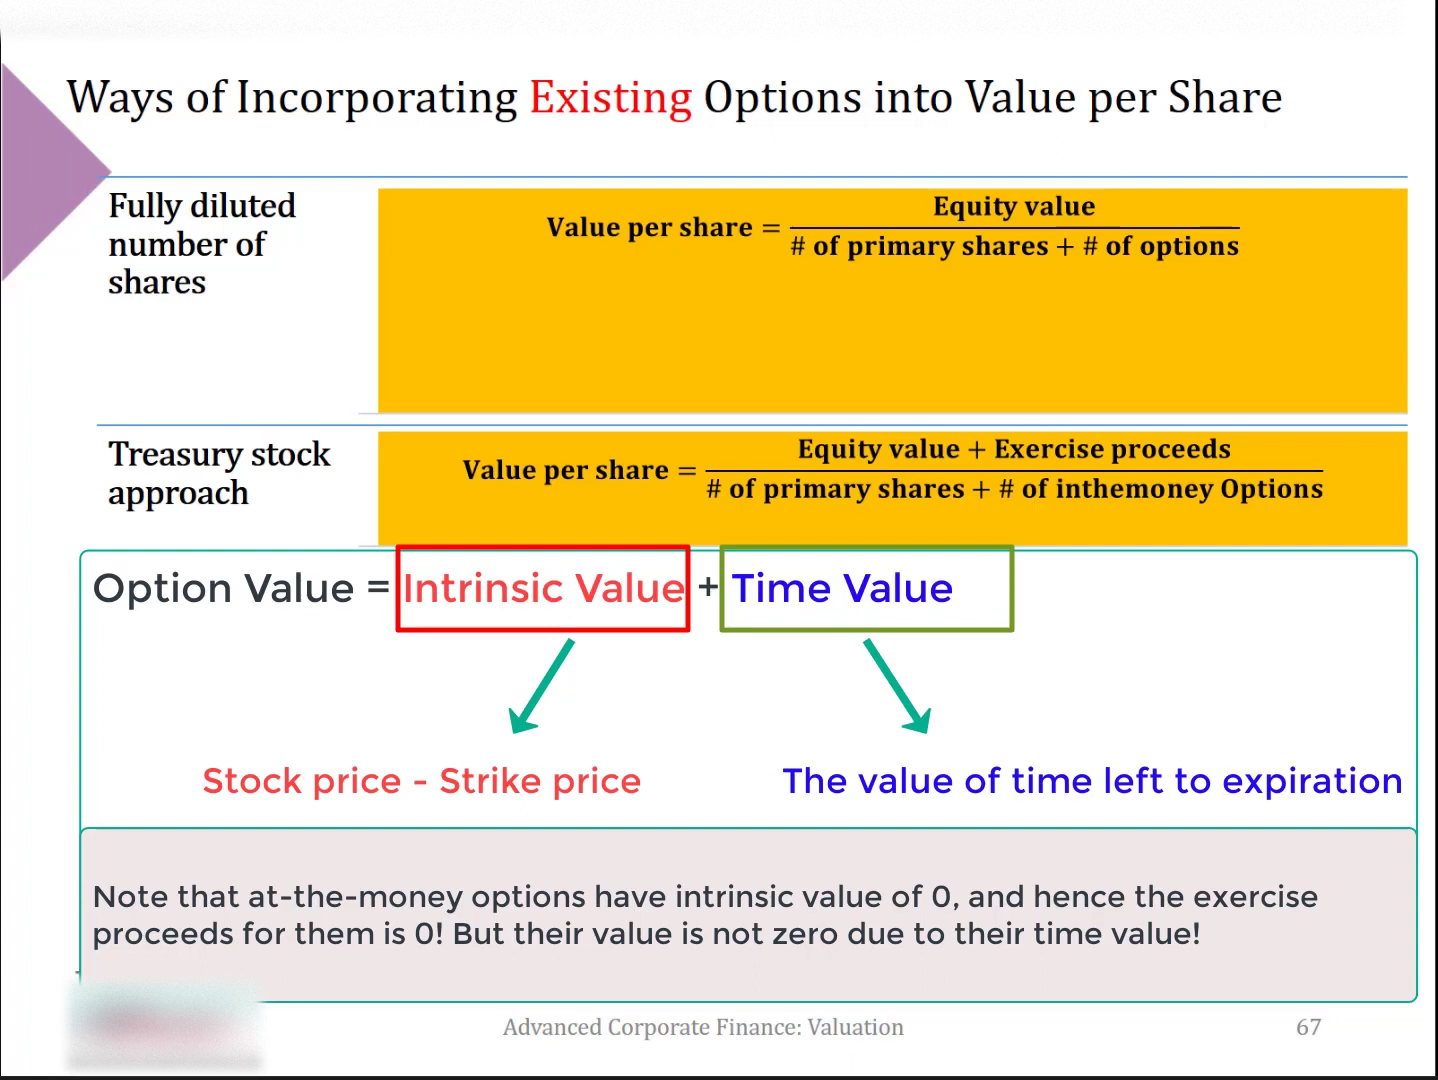 Ways of Incorporating Existing Options into Value per Share
Fully diluted
number of
shares
Value per share = Equity value / # of primary shares + # of options
Treasury stock
approach
Value per share = Equity value + Exercise proceeds / # of primary shares + # of inthemoney Options
Option Value = Intrinsic Value + Time Value
Stock price - Strike price
The value of time left to expiration
Note that at-the-money options have intrinsic value of 0, and hence the exercise
proceeds for them is 0! But their value is not zero due to their time value!
Advanced Corporate Finance: Valuation
67